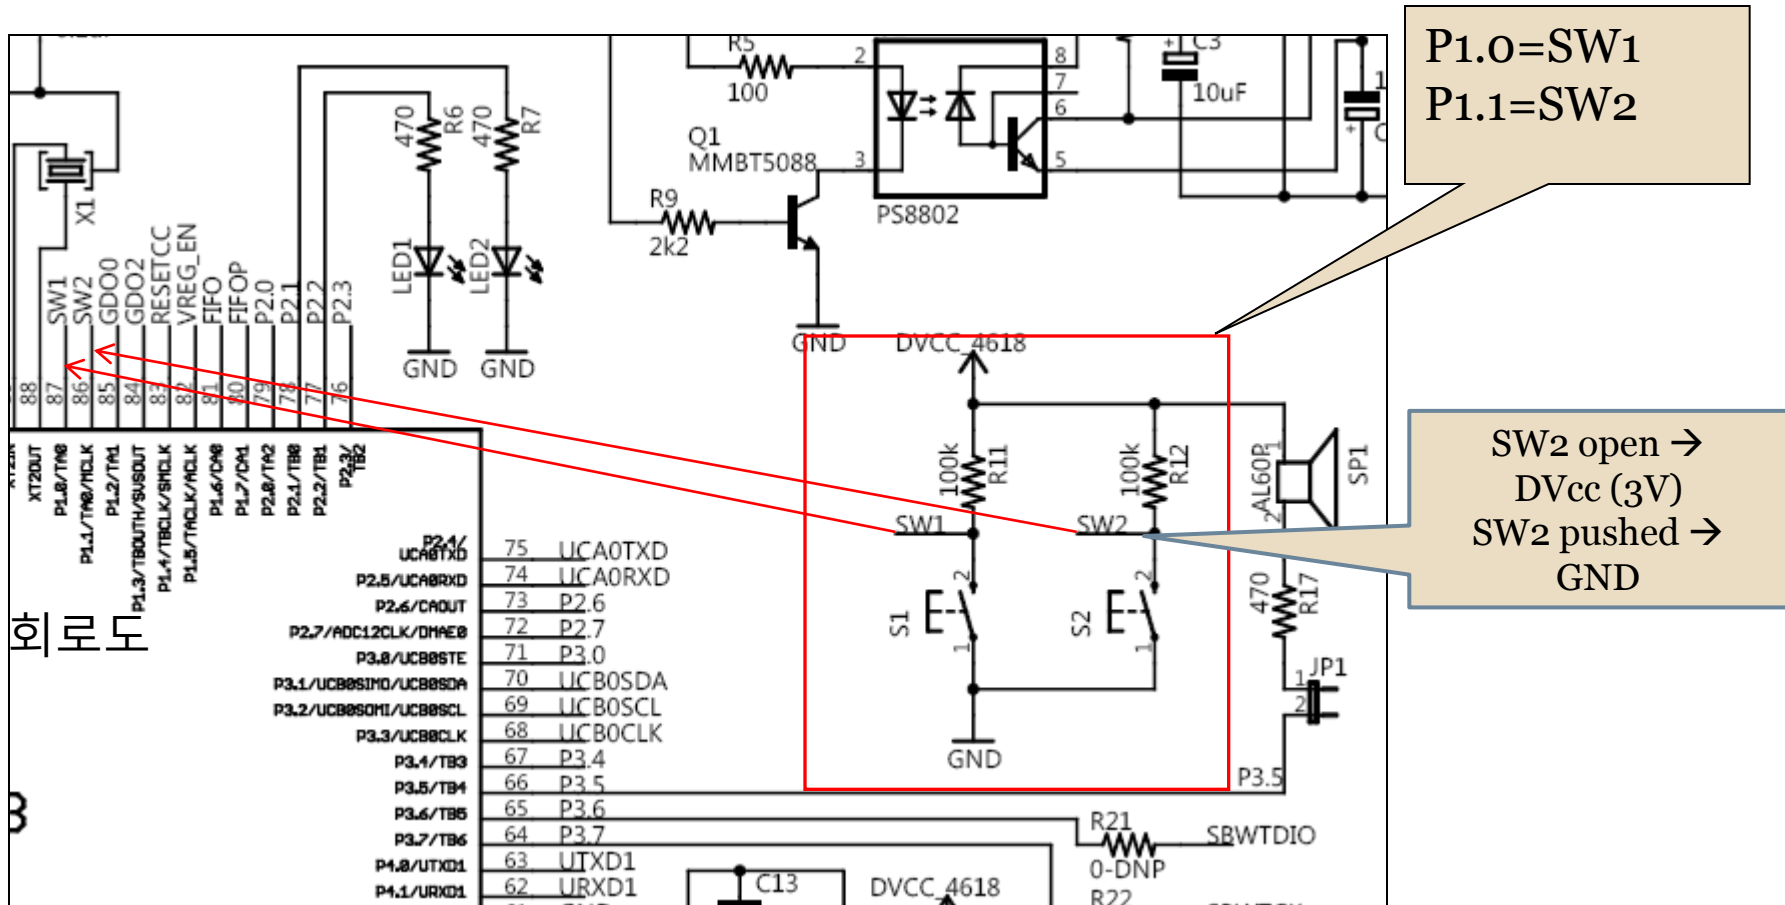 P1.0=SW1
P1.1=SW2
R5
100
2
3
8
7
6
5
C3
10uF
PS8802
Q1
MMBT5088
R9
2k2
GND
470
R6
470
R7
LED1
LED2
GND
GND
X1
SW1
SW2
GDO0
GDO2
RESETCC
VREG_EN
FIFO
FIFOP
P2.0
P2.1
P2.2
P2.3
88
87
86
85
84
83
82
81
80
79
78
77
76
XT2OUT
P1.0/TA0
P1.1/TA0/MCLK
P1.2/TA1
P1.3/TBOUTH/SVSOUT
P1.4/TBCLK/SMCLK
P1.5/TACLK/ACLK
P1.6/CA0
P1.7/CA1
P2.0/TA2
P2.1/TB0
P2.2/TB1
P2.3/
TB2
P2.4/
UCA0TXD 75 UCA0TXD
P2.5/UCA0RXD 74 UCA0RXD
P2.6/CAOUT 73 P2.6
P2.7/ADC12CLK/DMAE0 72 P2.7
P3.0/UCB0STE 71 P3.0
P3.1/UCB0SIMO/UCB0SDA 70 UCB0SDA
P3.2/UCB0SOMI/UCB0SCL 69 UCB0SCL
P3.3/UCB0CLK 68 UCB0CLK
P3.4/TB3 67 P3.4
P3.5/TB4 66 P3.5
P3.6/TB5 65 P3.6
P3.7/TB6 64 P3.7
P4.0/UTXD1 63 UTXD1
P4.1/URXD1 62 URXD1
회로도
DVCC_4618
100k
R11
100k
R12
SW1
SW2
2
S1
1
2
S2
1
GND
AL60P
1
2
SP1
470
R17
JP1
1
2
P3.5
SW2 open →
DVcc (3V)
SW2 pushed →
GND
R21
SBWTDIO
0-DNP
R22
C13
DVCC_4618